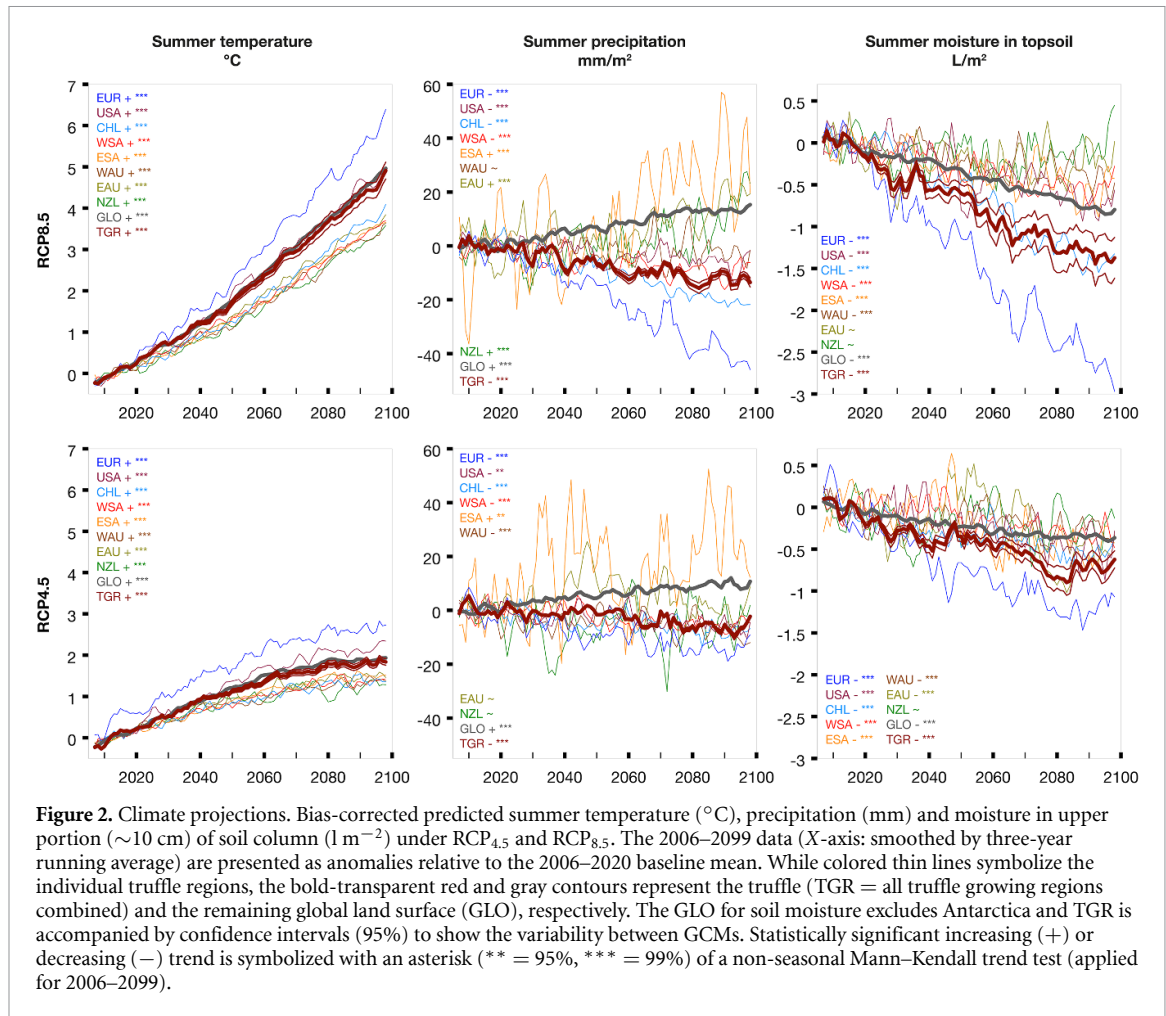 Summer temperature
°C
Summer precipitation
mm/m²
Summer moisture in topsoil
L/m²
RCP8.5
7
6
5
4
3
2
1
0
EUR + ***
USA + ***
CHL + ***
WSA + ***
ESA + ***
WAU + ***
EAU + ***
NZL + ***
GLO + ***
TGR + ***
2020 2040 2060 2080 2100
60
40
20
0
-20
-40
EUR - ***
USA - ***
CHL - ***
WSA - ***
ESA + ***
WAU ~
EAU + ***
NZL + ***
GLO + ***
TGR - ***
2020 2040 2060 2080 2100
0.5
0
-0.5
-1
-1.5
-2
-2.5
-3
EUR - ***
USA - ***
CHL - ***
WSA - ***
ESA - ***
WAU - ***
EAU ~
NZL ~
GLO - ***
TGR - ***
2020 2040 2060 2080 2100
RCP4.5
7
6
5
4
3
2
1
0
EUR + ***
USA + ***
CHL + ***
WSA + ***
ESA + ***
WAU + ***
EAU + ***
NZL + ***
GLO + ***
TGR + ***
2020 2040 2060 2080 2100
60
40
20
0
-20
-40
EUR - ***
USA - **
CHL - ***
WSA - ***
ESA + **
WAU - ***
EAU ~
NZL ~
GLO + ***
TGR - ***
2020 2040 2060 2080 2100
0.5
0
-0.5
-1
-1.5
-2
-2.5
-3
EUR - *** WAU - ***
USA - *** EAU - ***
CHL - *** NZL ~
WSA - *** GLO - ***
ESA - *** TGR - ***
2020 2040 2060 2080 2100
Figure 2. Climate projections. Bias-corrected predicted summer temperature (°C), precipitation (mm) and moisture in upper
portion (∼10 cm) of soil column (l m−2) under RCP4.5 and RCP8.5. The 2006–2099 data (X-axis: smoothed by three-year
running average) are presented as anomalies relative to the 2006–2020 baseline mean. While colored thin lines symbolize the
individual truffle regions, the bold-transparent red and gray contours represent the truffle (TGR = all truffle growing regions
combined) and the remaining global land surface (GLO), respectively. The GLO for soil moisture excludes Antarctica and TGR is
accompanied by confidence intervals (95%) to show the variability between GCMs. Statistically significant increasing (+) or
decreasing (−) trend is symbolized with an asterisk (** = 95%, *** = 99%) of a non-seasonal Mann–Kendall trend test (applied
for 2006–2099).